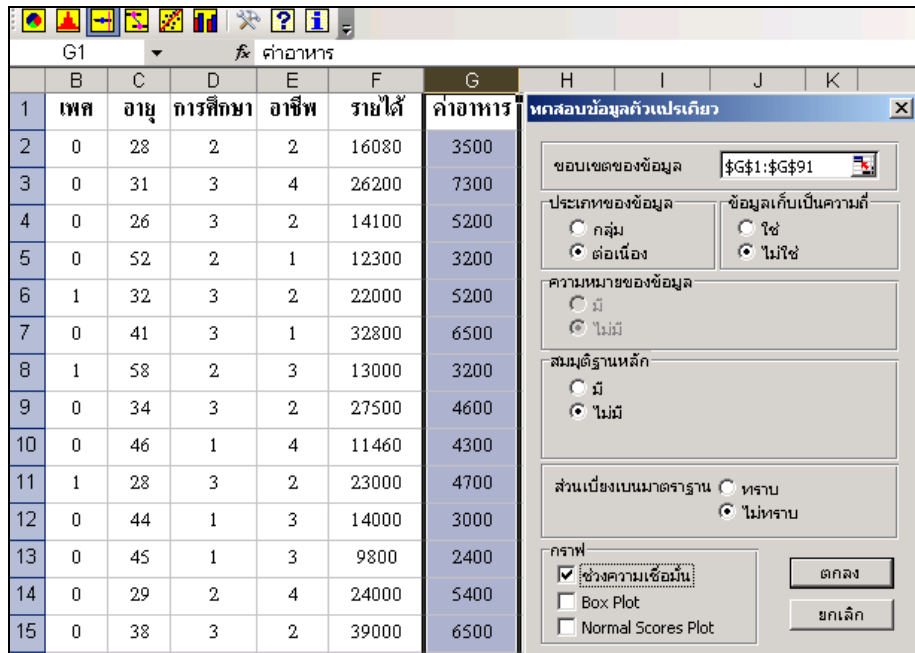 G1 fx ค่าอาหาร
B C D E F G H I J K
1 เพศ อายุ การศึกษา อาชีพ รายได้ ค่าอาหาร
2 0 28 2 2 16080 3500
3 0 31 3 4 26200 7300
4 0 26 3 2 14100 5200
5 0 52 2 1 12300 3200
6 1 32 3 2 22000 5200
7 0 41 3 1 32800 6500
8 1 58 2 3 13000 3200
9 0 34 3 2 27500 4600
10 0 46 1 4 11460 4300
11 1 28 3 2 23000 4700
12 0 44 1 3 14000 3000
13 0 45 1 3 9800 2400
14 0 29 2 4 24000 5400
15 0 38 3 2 39000 6500
ทดสอบข้อมูลตัวแปรเดียว
ขอบเขตของข้อมูล $G$1:$G$91
ประเภทของข้อมูล
กลุ่ม
ต่อเนื่อง
ข้อมูลเก็บเป็นความถี่
ใช่
ไม่ใช่
ความหมายของข้อมูล
มี
ไม่มี
สมมุติฐานหลัก
มี
ไม่มี
ส่วนเบี่ยงเบนมาตราฐาน ทราบ
ไม่ทราบ
กราฟ
ช่วงความเชื่อมั่น
Box Plot
Normal Scores Plot
ตกลง
ยกเลิก